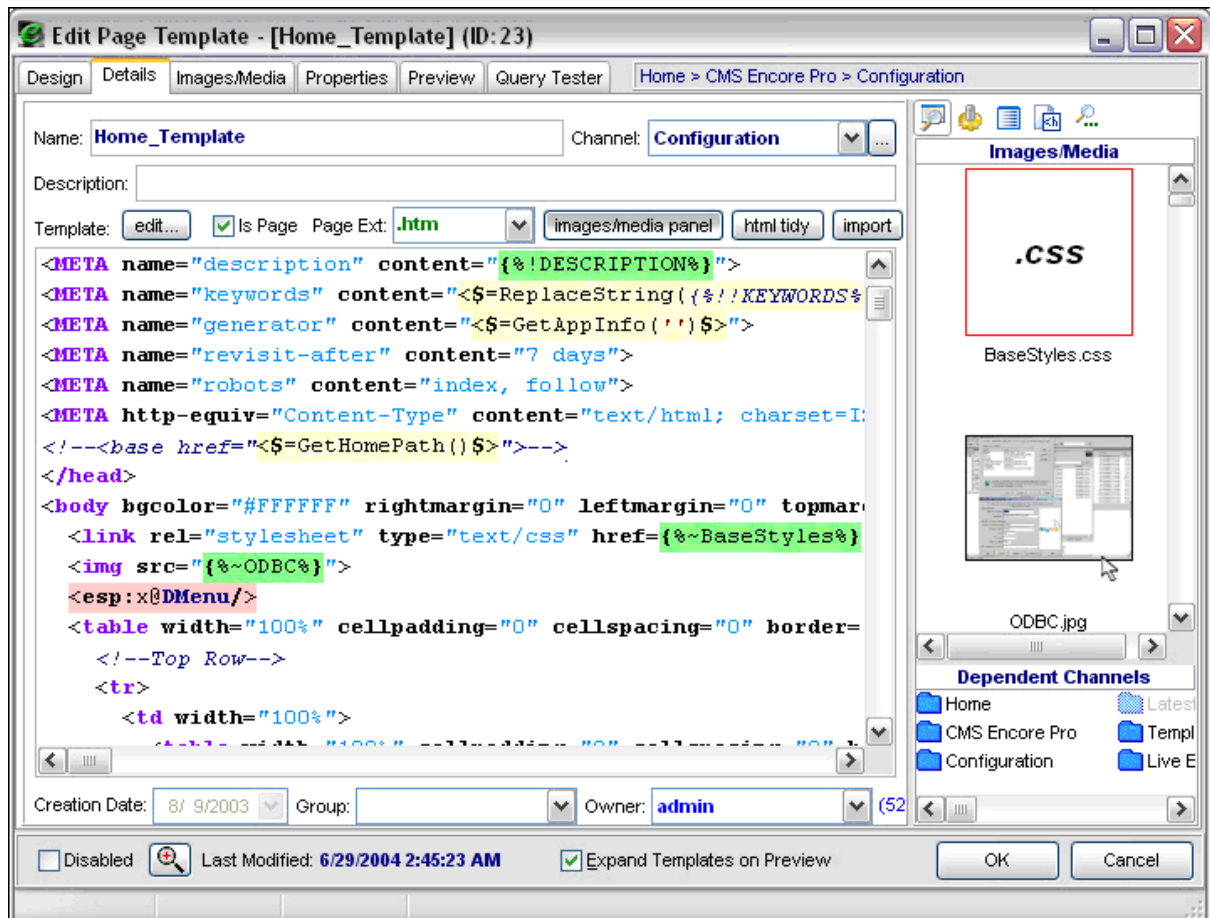 Edit Page Template - [Home_Template] (ID:23)
Design Details Images/Media Properties Preview Query Tester Home > CMS Encore Pro > Configuration
Name: Home_Template Channel: Configuration ...
Images/Media
Description:
Template: edit... Is Page Page Ext: .htm images/media panel html tidy import
<META name="description" content="{%!DESCRIPTION%}">
<META name="keywords" content="<$=ReplaceString({%!!KEYWORDS%
<META name="generator" content="<$=GetAppInfo('')$>">
<META name="revisit-after" content="7 days">
<META name="robots" content="index, follow">
<META http-equiv="Content-Type" content="text/html; charset=I
<!--<base href="<$=GetHomePath()$>">-->
</head>
<body bgcolor="#FFFFFF" rightmargin="0" leftmargin="0" topmar
<link rel="stylesheet" type="text/css" href={%~BaseStyles%}
<img src="{%~ODBC%}">
<esp:x@DMenu/>
<table width="100%" cellpadding="0" cellspacing="0" border=
<!--Top Row-->
<tr>
<td width="100%">
.css
BaseStyles.css
ODBC.jpg
Dependent Channels
Home Latest
CMS Encore Pro Templ
Configuration Live E
Creation Date: 8/ 9/2003 Group: Owner: admin (52
Disabled Last Modified: 6/29/2004 2:45:23 AM Expand Templates on Preview OK Cancel